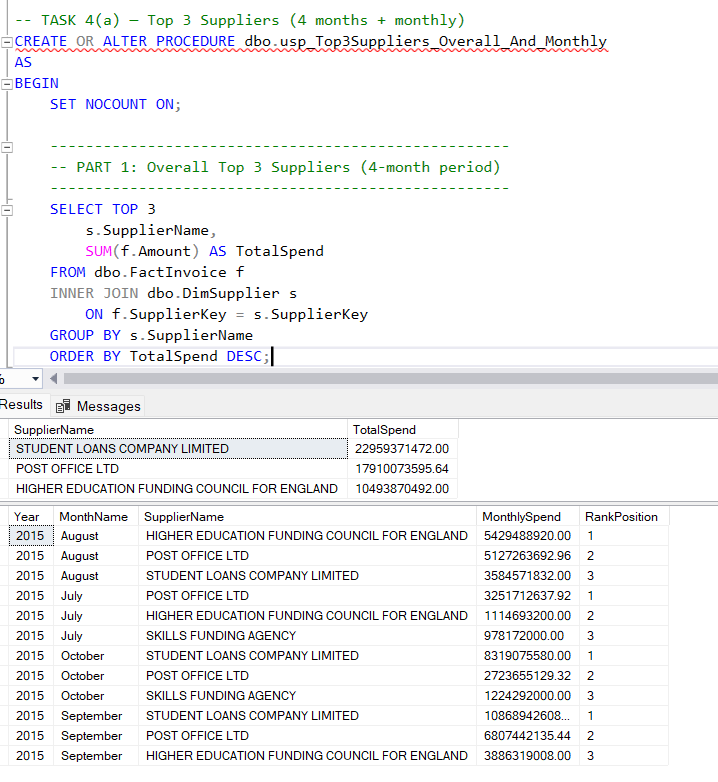 -- TASK 4(a) – Top 3 Suppliers (4 months + monthly)
CREATE OR ALTER PROCEDURE dbo.usp_Top3Suppliers_Overall_And_Monthly
AS
BEGIN
SET NOCOUNT ON;
---------------------------------------------------
-- PART 1: Overall Top 3 Suppliers (4-month period)
---------------------------------------------------
SELECT TOP 3
s.SupplierName,
SUM(f.Amount) AS TotalSpend
FROM dbo.FactInvoice f
INNER JOIN dbo.DimSupplier s
ON f.SupplierKey = s.SupplierKey
GROUP BY s.SupplierName
ORDER BY TotalSpend DESC;
%
Results Messages
SupplierName TotalSpend
STUDENT LOANS COMPANY LIMITED 22959371472.00
POST OFFICE LTD 17910073595.64
HIGHER EDUCATION FUNDING COUNCIL FOR ENGLAND 10493870492.00
Year MonthName SupplierName MonthlySpend RankPosition
2015 August HIGHER EDUCATION FUNDING COUNCIL FOR ENGLAND 5429488920.00 1
2015 August POST OFFICE LTD 5127263692.96 2
2015 August STUDENT LOANS COMPANY LIMITED 3584571832.00 3
2015 July POST OFFICE LTD 3251712637.92 1
2015 July HIGHER EDUCATION FUNDING COUNCIL FOR ENGLAND 1114693200.00 2
2015 July SKILLS FUNDING AGENCY 978172000.00 3
2015 October STUDENT LOANS COMPANY LIMITED 8319075580.00 1
2015 October POST OFFICE LTD 2723655129.32 2
2015 October SKILLS FUNDING AGENCY 1224292000.00 3
2015 September STUDENT LOANS COMPANY LIMITED 10868942608... 1
2015 September POST OFFICE LTD 6807442135.44 2
2015 September HIGHER EDUCATION FUNDING COUNCIL FOR ENGLAND 3886319008.00 3